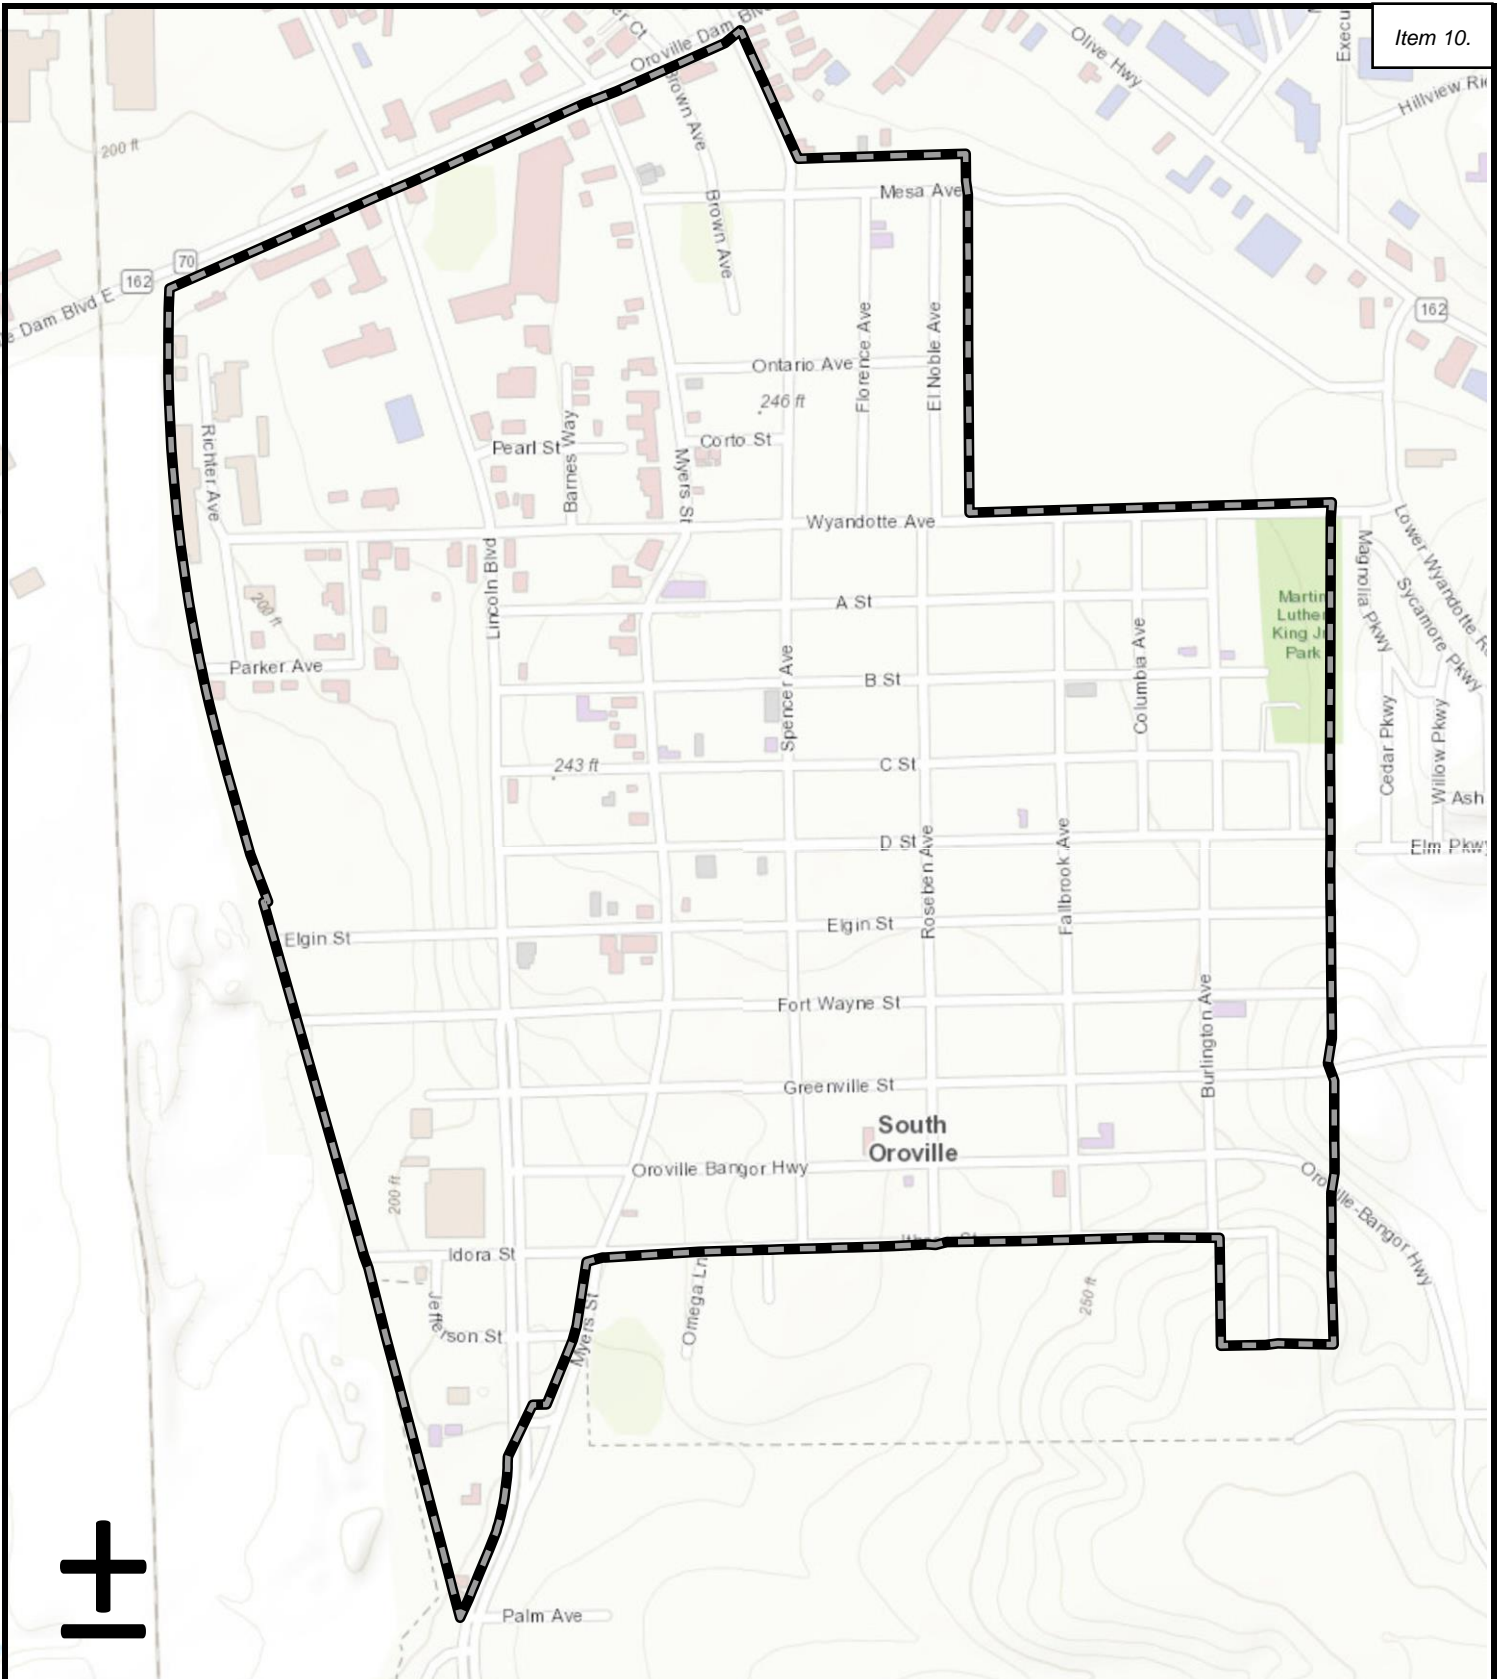 Item 10.
Oroville Dam Blv
Olive Hwy
Execu
Hillview Ri
200 ft
Brown Ave
Mesa Ave
Brown Ave
70
162
e Dam Blvd E
162
Florence Ave
El Noble Ave
Ontario Ave
246 ft
Corto St
Pearl St
Barnes Way
Richter Ave
Myers St
Wyandotte Ave
Lower Wyandotte R
Magnolia Pkwy
Sycamore Pkwy
Lincoln Blvd
200 ft
A St
Martin
Luther
King Jr
Park
Parker Ave
B St
Spencer Ave
Columbia Ave
Cedar Pkwy
Willow Pkwy
Ash
243 ft
C St
D St
Elm Pkwy
Roseben Ave
Fallbrook Ave
Elgin St
Elgin St
Fort Wayne St
Burlington Ave
Greenville St
South
Oroville
Oroville Bangor Hwy
Oroville-Bangor Hwy
200 ft
Idora St
Jefferson St
Myers St
Omega Ln
250 ft
Palm Ave